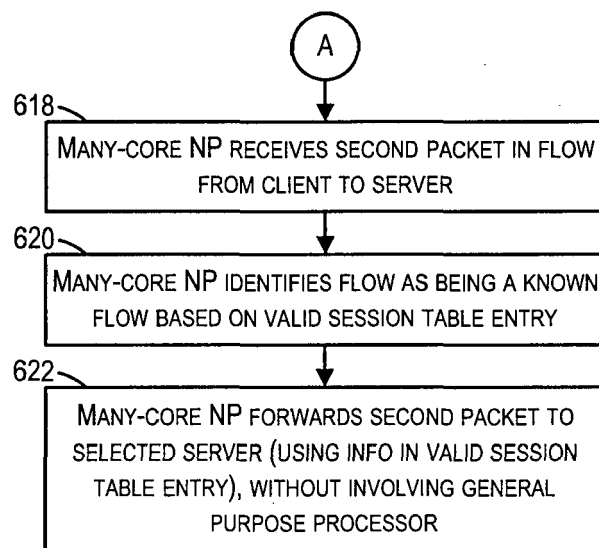 A
618
MANY-CORE NP RECEIVES SECOND PACKET IN FLOW
FROM CLIENT TO SERVER
620
MANY-CORE NP IDENTIFIES FLOW AS BEING A KNOWN
FLOW BASED ON VALID SESSION TABLE ENTRY
622
MANY-CORE NP FORWARDS SECOND PACKET TO
SELECTED SERVER (USING INFO IN VALID SESSION
TABLE ENTRY), WITHOUT INVOLVING GENERAL
PURPOSE PROCESSOR